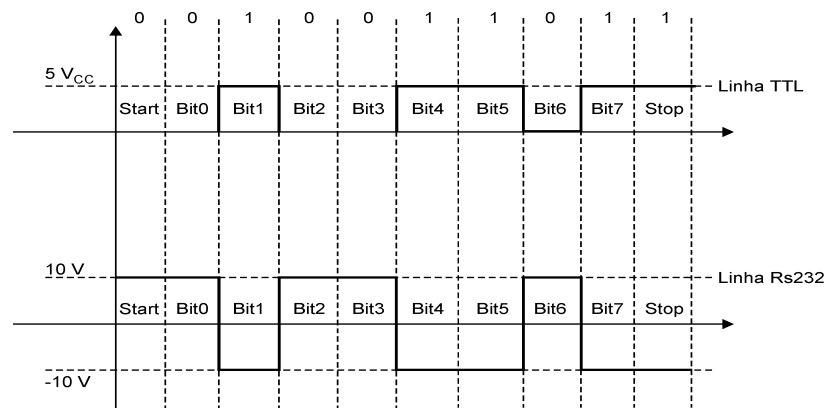 0 0 1 0 0 1 1 0 1 1
5 V_CC
Linha TTL
Start Bit0 Bit1 Bit2 Bit3 Bit4 Bit5 Bit6 Bit7 Stop
10 V
Linha Rs232
Start Bit0 Bit1 Bit2 Bit3 Bit4 Bit5 Bit6 Bit7 Stop
-10 V